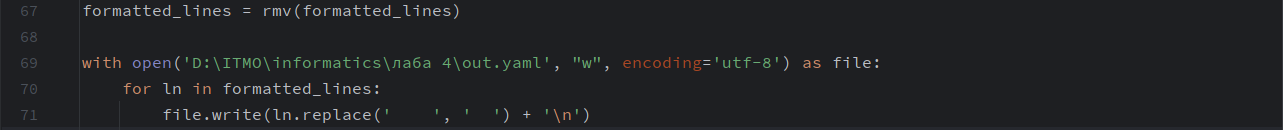 67 formatted_lines = rmv(formatted_lines)
68
69 with open('D:\ITMO\informatics\лаба 4\out.yaml', "w", encoding='utf-8') as file:
70     for ln in formatted_lines:
71         file.write(ln.replace('    ', '  ') + '\n')